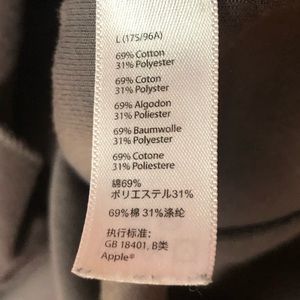 L (175/96A)
69% Cotton
31% Polyester
69% Coton
31% Polyester
69% Algodon
31% Poliester
69% Baumwolle
31% Polyester
69% Cotone
31% Poliestere
綿69%
ポリエステル31%
69%棉 31%涤纶
执行标准:
GB 18401, B类
Apple®